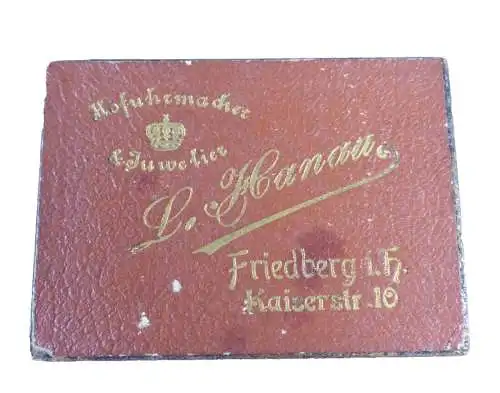 Hofuhrmacher
& Juwelier
L. Hanau
Friedberg i. H.
Kaiserstr. 10